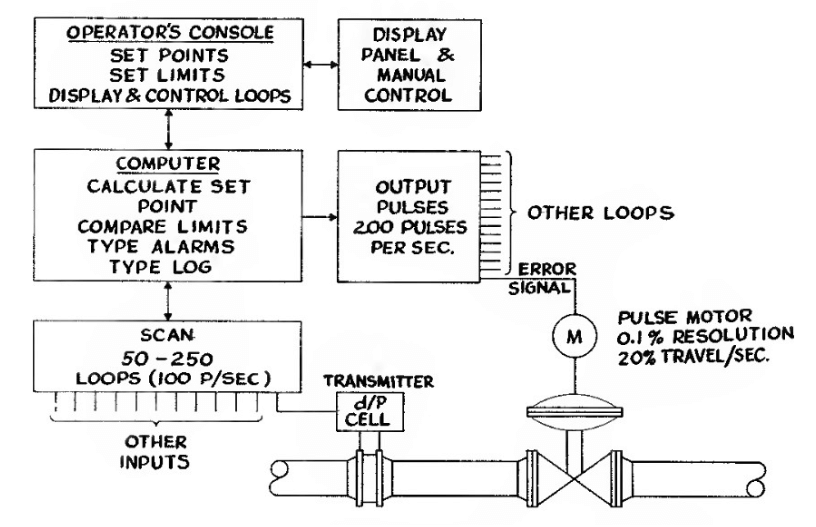 OPERATOR'S CONSOLE
SET POINTS
SET LIMITS
DISPLAY & CONTROL LOOPS
DISPLAY
PANEL &
MANUAL
CONTROL
COMPUTER
CALCULATE SET
POINT
COMPARE LIMITS
TYPE ALARMS
TYPE LOG
OUTPUT
PULSES
200 PULSES
PER SEC.
OTHER LOOPS
ERROR
SIGNAL
M
PULSE MOTOR
0.1% RESOLUTION
20% TRAVEL/SEC.
SCAN
50-250
LOOPS (100 P/SEC)
OTHER
INPUTS
TRANSMITTER
d/P
CELL